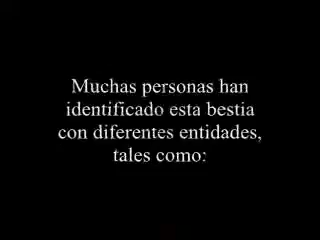 Muchas personas han
identificado esta bestia
con diferentes entidades,
tales como: